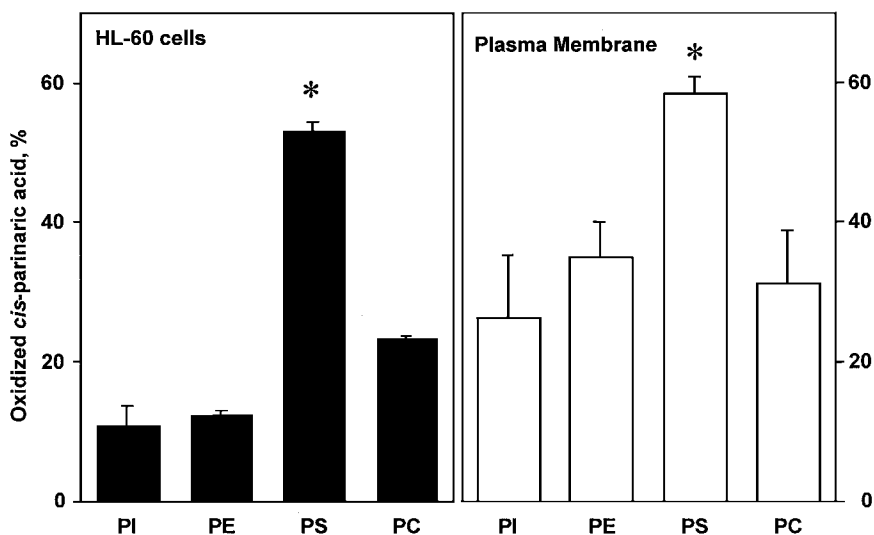 HL-60 cells
Plasma Membrane
*
*
60
60
40
40
20
20
0
0
Oxidized cis-parinaric acid, %
PI PE PS PC
PI PE PS PC